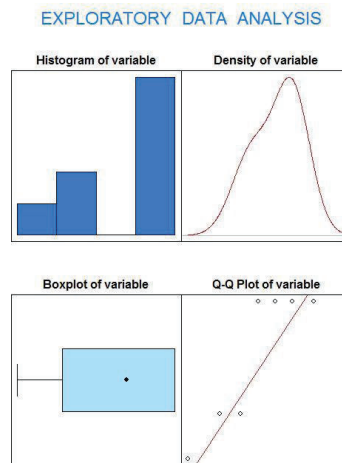 EXPLORATORY DATA ANALYSIS
Histogram of variable
Density of variable
Boxplot of variable
Q-Q Plot of variable